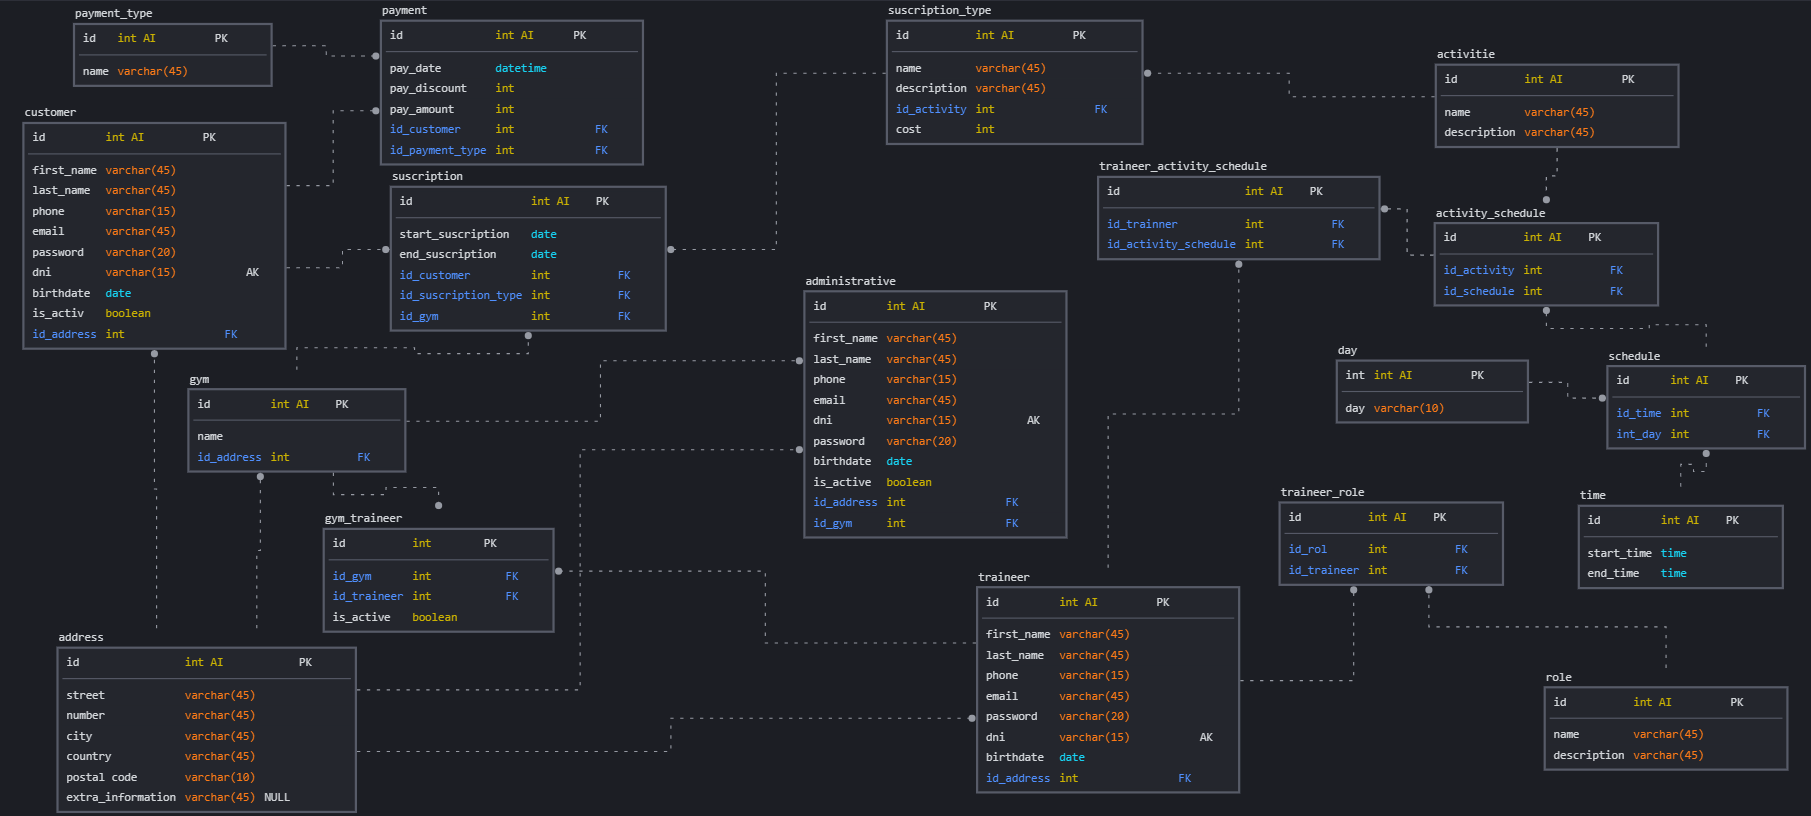 payment_type
id int AI PK
name varchar(45)
payment
id int AI PK
pay_date datetime
pay_discount int
pay_amount int
id_customer int FK
id_payment_type int FK
suscription_type
id int AI PK
name varchar(45)
description varchar(45)
id_activity int FK
cost int
activitie
id int AI PK
name varchar(45)
description varchar(45)
customer
id int AI PK
first_name varchar(45)
last_name varchar(45)
phone varchar(15)
email varchar(45)
password varchar(20)
dni varchar(15) AK
birthdate date
is_activ boolean
id_address int FK
suscription
id int AI PK
start_suscription date
end_suscription date
id_customer int FK
id_suscription_type int FK
id_gym int FK
traineer_activity_schedule
id int AI PK
id_trainner int FK
id_activity_schedule int FK
activity_schedule
id int AI PK
id_activity int FK
id_schedule int FK
administrative
id int AI PK
first_name varchar(45)
last_name varchar(45)
phone varchar(15)
email varchar(45)
dni varchar(15) AK
password varchar(20)
birthdate date
is_active boolean
id_address int FK
id_gym int FK
day
int int AI PK
day varchar(10)
schedule
id int AI PK
id_time int FK
int_day int FK
gym
id int AI PK
name
id_address int FK
gym_traineer
id int PK
id_gym int FK
id_traineer int FK
is_active boolean
traineer_role
id int AI PK
id_rol int FK
id_traineer int FK
time
id int AI PK
start_time time
end_time time
traineer
id int AI PK
first_name varchar(45)
last_name varchar(45)
phone varchar(15)
email varchar(45)
password varchar(20)
dni varchar(15) AK
birthdate date
id_address int FK
address
id int AI PK
street varchar(45)
number varchar(45)
city varchar(45)
country varchar(45)
postal code varchar(10)
extra_information varchar(45) NULL
role
id int AI PK
name varchar(45)
description varchar(45)